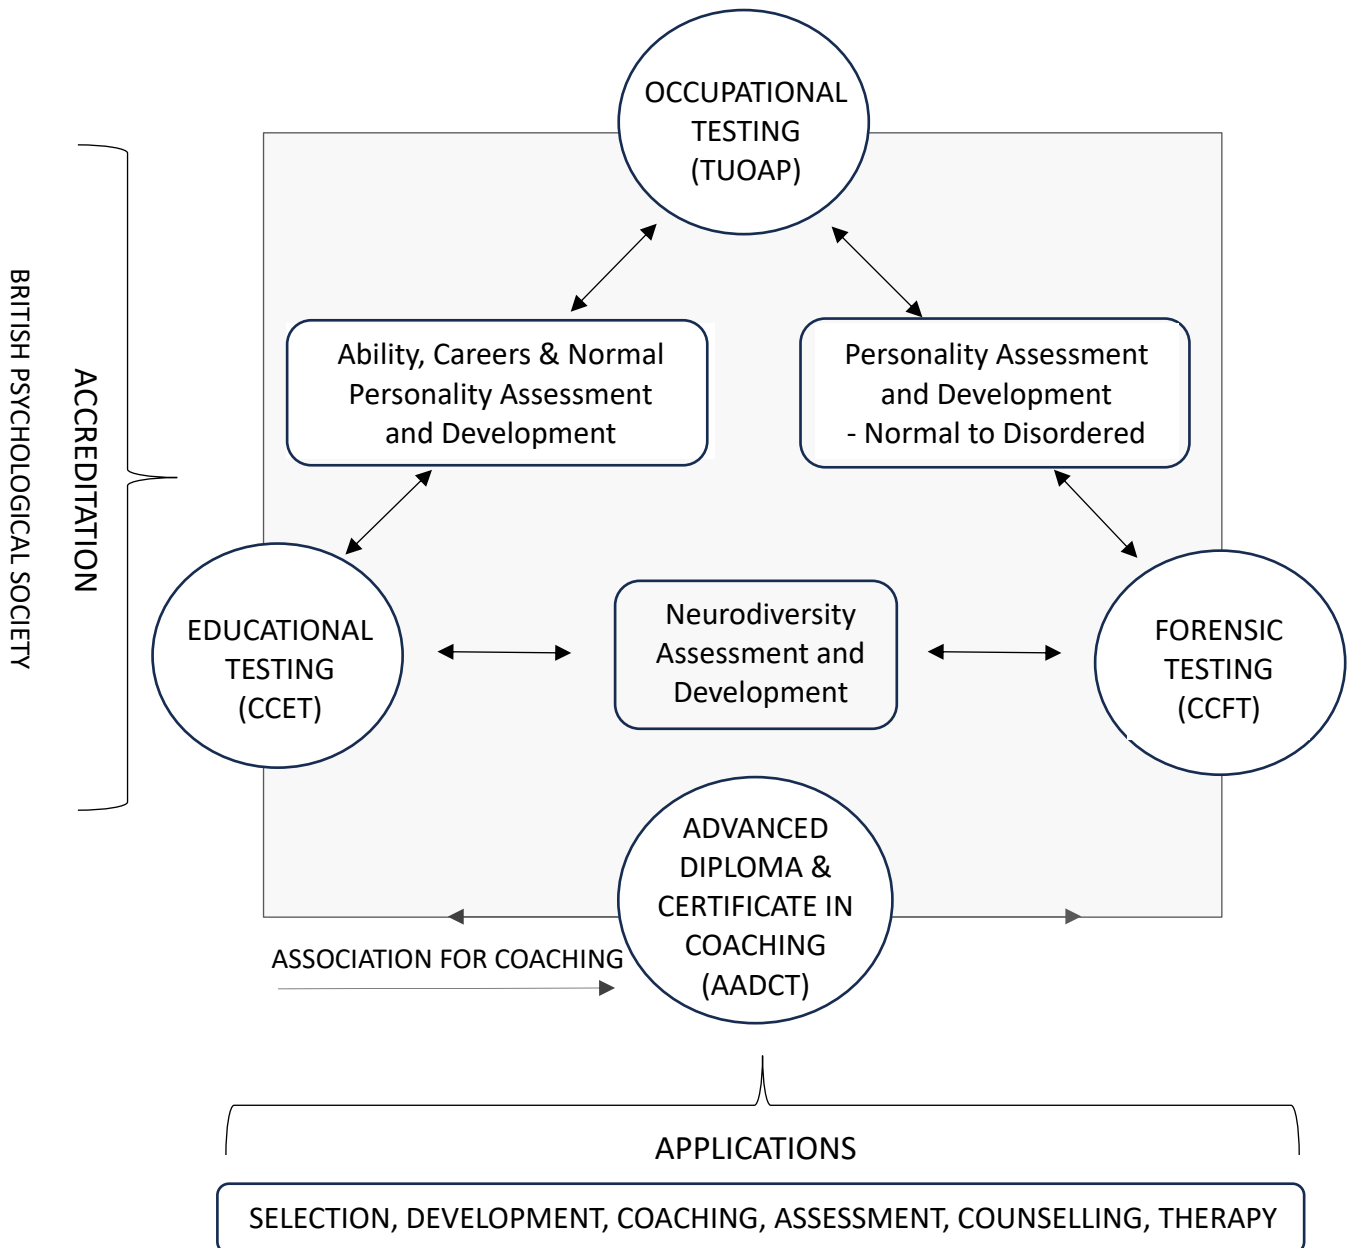 OCCUPATIONAL
TESTING
(TUOAP)
BRITISH PSYCHOLOGICAL SOCIETY
ACCREDITATION
Ability, Careers & Normal
Personality Assessment
and Development
Personality Assessment
and Development
- Normal to Disordered
EDUCATIONAL
TESTING
(CCET)
Neurodiversity
Assessment and
Development
FORENSIC
TESTING
(CCFT)
ADVANCED
DIPLOMA &
CERTIFICATE IN
COACHING
(AADCT)
ASSOCIATION FOR COACHING
APPLICATIONS
SELECTION, DEVELOPMENT, COACHING, ASSESSMENT, COUNSELLING, THERAPY